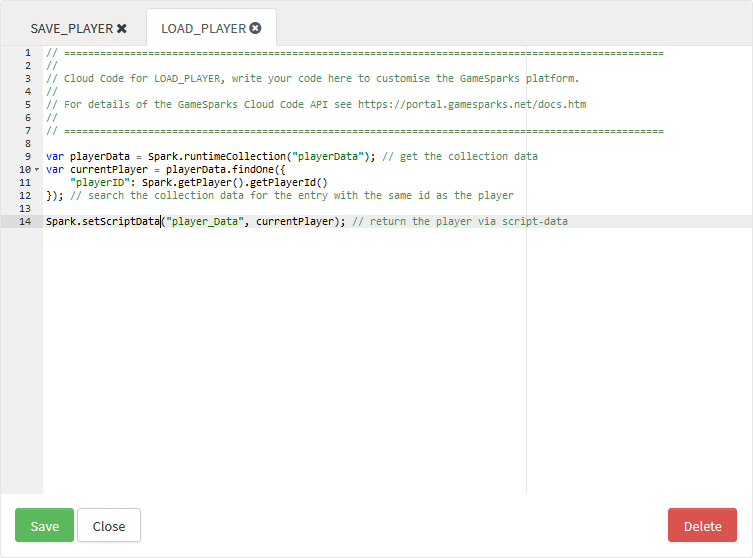 SAVE_PLAYER ✖ LOAD_PLAYER
1 // ====================================================================================================
2 //
3 // Cloud Code for LOAD_PLAYER, write your code here to customise the GameSparks platform.
4 //
5 // For details of the GameSparks Cloud Code API see https://portal.gamesparks.net/docs.htm
6 //
7 // ====================================================================================================
8
9 var playerData = Spark.runtimeCollection("playerData"); // get the collection data
10 var currentPlayer = playerData.findOne({
11     "playerID": Spark.getPlayer().getPlayerId()
12 }); // search the collection data for the entry with the same id as the player
13
14 Spark.setScriptData("player_Data", currentPlayer); // return the player via script-data
Save Close Delete